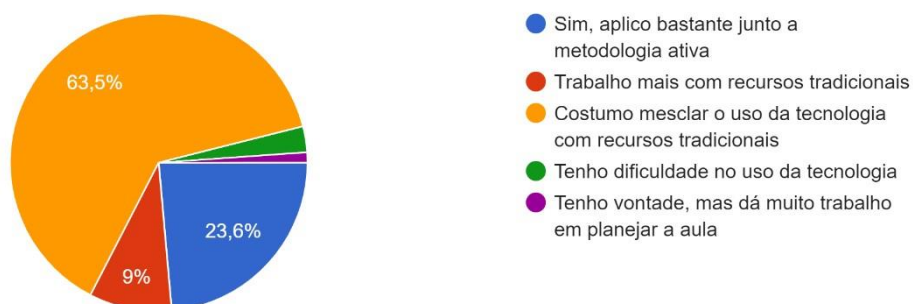 63,5%
9%
23,6%
Sim, aplico bastante junto a
metodologia ativa
Trabalho mais com recursos tradicionais
Costumo mesclar o uso da tecnologia
com recursos tradicionais
Tenho dificuldade no uso da tecnologia
Tenho vontade, mas dá muito trabalho
em planejar a aula